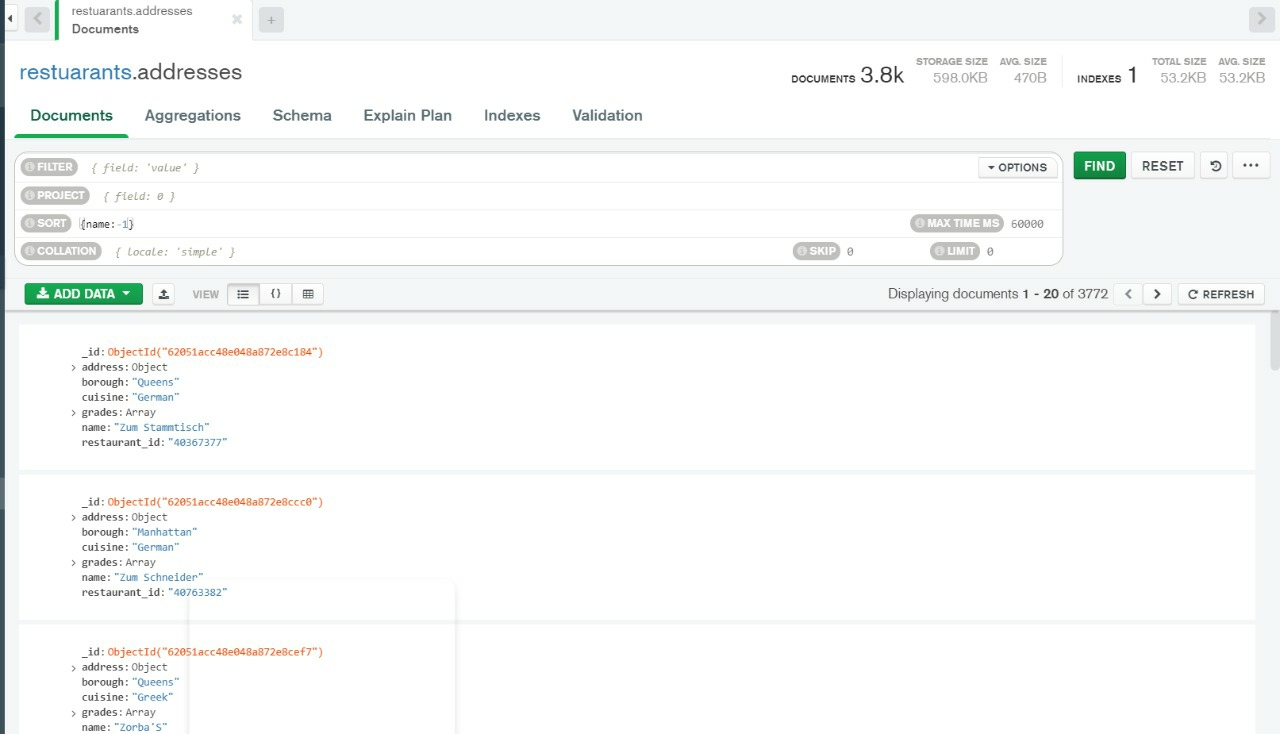 restuarants.addresses
Documents
restuarants.addresses
DOCUMENTS 3.8k STORAGE SIZE 598.0KB AVG. SIZE 470B INDEXES 1 TOTAL SIZE 53.2KB AVG. SIZE 53.2KB
Documents Aggregations Schema Explain Plan Indexes Validation
FILTER { field: 'value' } OPTIONS FIND RESET
PROJECT { field: 0 }
SORT {name:-1} MAX TIME MS 60000
COLLATION { locale: 'simple' } SKIP 0 LIMIT 0
ADD DATA VIEW {} Displaying documents 1 - 20 of 3772 < > REFRESH
_id: ObjectId("62051acc48e048a872e8c184")
> address: Object
borough: "Queens"
cuisine: "German"
> grades: Array
name: "Zum Stammtisch"
restaurant_id: "40367377"
_id: ObjectId("62051acc48e048a872e8ccc0")
> address: Object
borough: "Manhattan"
cuisine: "German"
> grades: Array
name: "Zum Schneider"
restaurant_id: "40763382"
_id: ObjectId("62051acc48e048a872e8cef7")
> address: Object
borough: "Queens"
cuisine: "Greek"
> grades: Array
name: "Zorba'S"